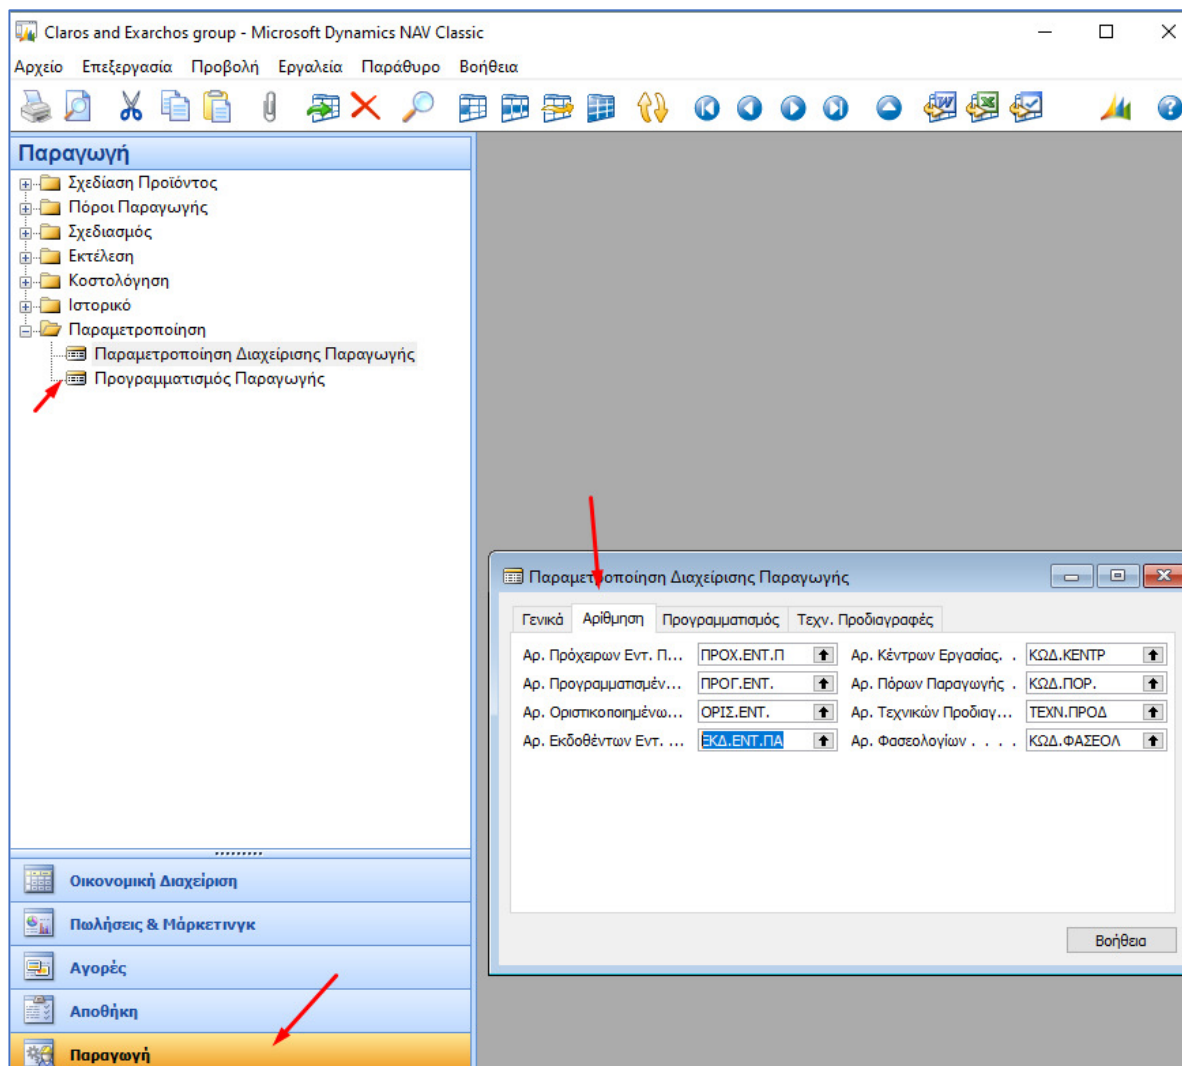 Claros and Exarchos group - Microsoft Dynamics NAV Classic
Αρχείο Επεξεργασία Προβολή Εργαλεία Παράθυρο Βοήθεια
Παραγωγή
Σχεδίαση Προϊόντος
Πόροι Παραγωγής
Σχεδιασμός
Εκτέλεση
Κοστολόγηση
Ιστορικό
Παραμετροποίηση
Παραμετροποίηση Διαχείρισης Παραγωγής
Προγραμματισμός Παραγωγής
Παραμετροποίηση Διαχείρισης Παραγωγής
Γενικά Αρίθμηση Προγραμματισμός Τεχν. Προδιαγραφές
Αρ. Πρόχειρων Εντ. Π... ΠΡΟΧ.ΕΝΤ.Π Αρ. Κέντρων Εργασίας. . ΚΩΔ.ΚΕΝΤΡ
Αρ. Προγραμματισμέν... ΠΡΟΓ.ΕΝΤ. Αρ. Πόρων Παραγωγής . ΚΩΔ.ΠΟΡ.
Αρ. Οριστικοποιημένω... ΟΡΙΣ.ΕΝΤ. Αρ. Τεχνικών Προδιαγ... ΤΕΧΝ.ΠΡΟΔ
Αρ. Εκδοθέντων Εντ. ... ΕΚΔ.ΕΝΤ.ΠΑ Αρ. Φασεολογίων . . . . ΚΩΔ.ΦΑΣΕΟΛ
Βοήθεια
Οικονομική Διαχείριση
Πωλήσεις & Μάρκετινγκ
Αγορές
Αποθήκη
Παραγωγή